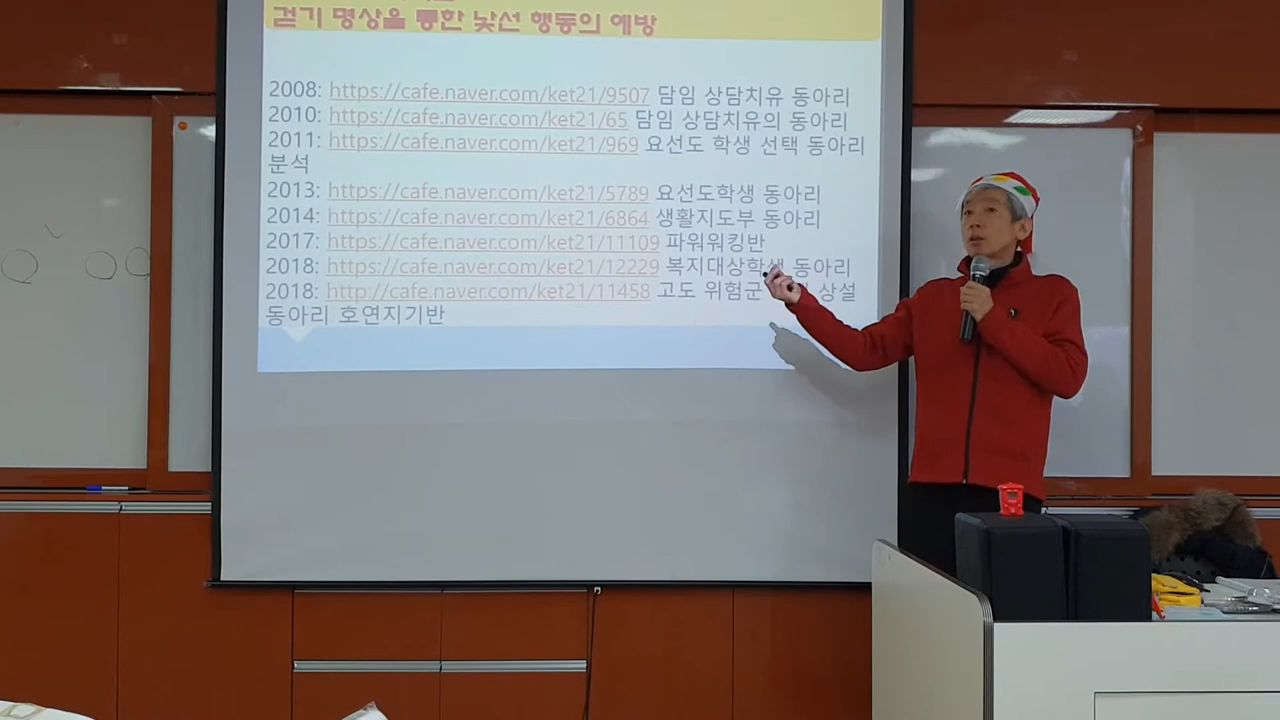 걷기 명상을 통한 낯선 행동의 예방
2008: https://cafe.naver.com/ket21/9507 담임 상담치유 동아리
2010: https://cafe.naver.com/ket21/65 담임 상담치유의 동아리
2011: https://cafe.naver.com/ket21/969 요선도 학생 선택 동아리
분석
2013: https://cafe.naver.com/ket21/5789 요선도학생 동아리
2014: https://cafe.naver.com/ket21/6864 생활지도부 동아리
2017: https://cafe.naver.com/ket21/11109 파워워킹반
2018: https://cafe.naver.com/ket21/12229 복지대상학생 동아리
2018: http://cafe.naver.com/ket21/11458 고도 위험군 상설
동아리 호연지기반